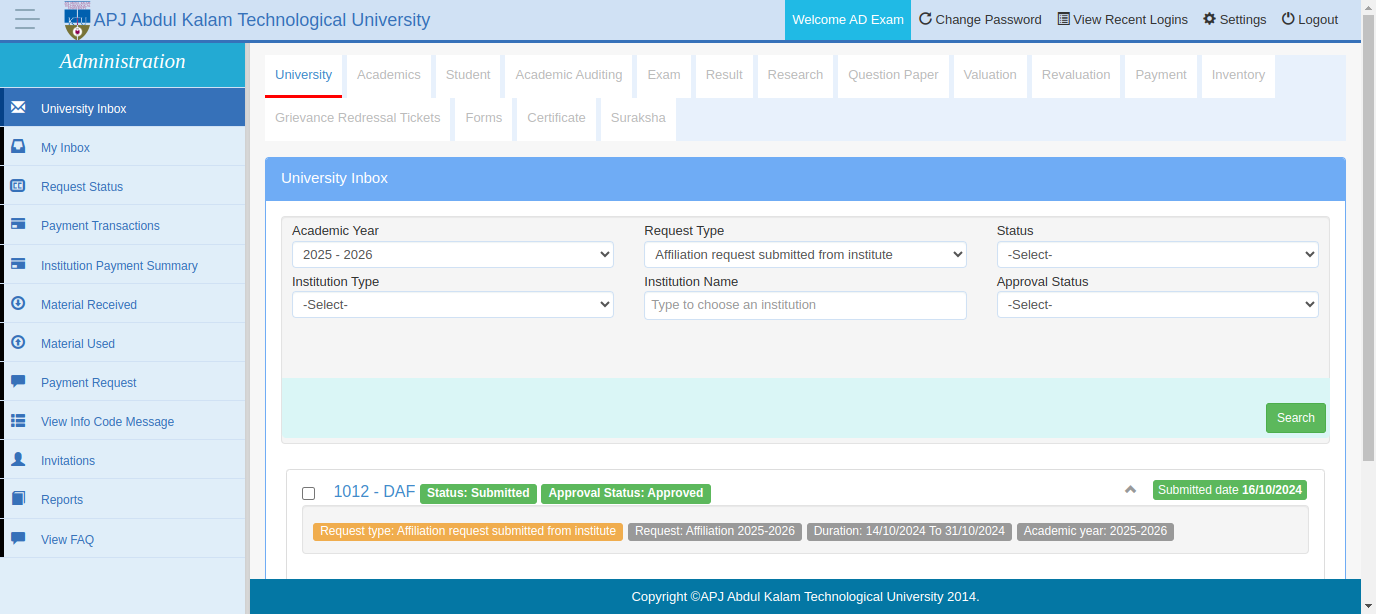 APJ Abdul Kalam Technological University
Welcome AD Exam
Change Password
View Recent Logins
Settings
Logout
Administration
University Inbox
My Inbox
Request Status
Payment Transactions
Institution Payment Summary
Material Received
Material Used
Payment Request
View Info Code Message
Invitations
Reports
View FAQ
University
Academics
Student
Academic Auditing
Exam
Result
Research
Question Paper
Valuation
Revaluation
Payment
Inventory
Grievance Redressal Tickets
Forms
Certificate
Suraksha
University Inbox
Academic Year
Request Type
Status
2025 - 2026
Affiliation request submitted from institute
-Select-
Institution Type
Institution Name
Approval Status
-Select-
Type to choose an institution
-Select-
Search
1012 - DAF
Status: Submitted
Approval Status: Approved
Submitted date 16/10/2024
Request type: Affiliation request submitted from institute
Request: Affiliation 2025-2026
Duration: 14/10/2024 To 31/10/2024
Academic year: 2025-2026
Copyright ©APJ Abdul Kalam Technological University 2014.